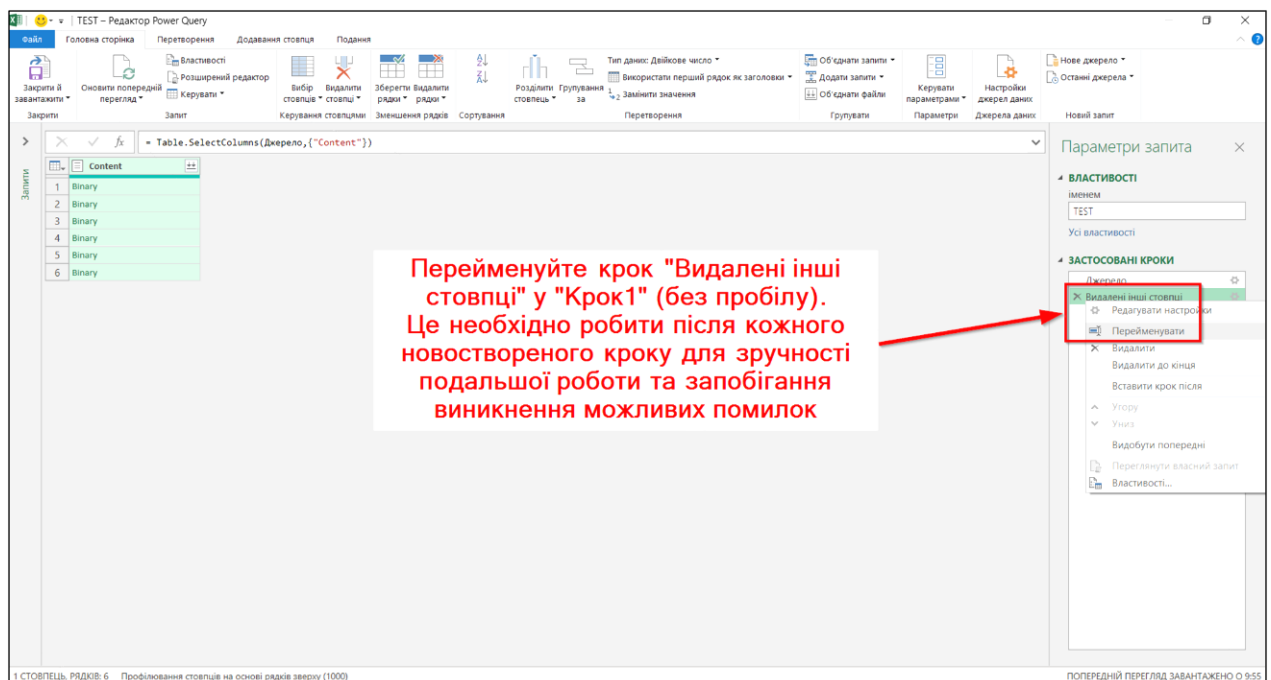 TEST – Редактор Power Query
Файл Головна сторінка Перетворення Додавання стовпця Подання
Закрити й завантажити
Оновити попередній перегляд
Властивості
Розширений редактор
Керувати
Вибір стовпців
Видалити стовпці
Зберегти рядки
Видалити рядки
Розділити стовпець
Групування за
Тип даних: Двійкове число
Використати перший рядок як заголовки
1→2 Замінити значення
Об'єднати запити
Додати запити
Об'єднати файли
Керувати параметрами
Настройки джерел даних
Нове джерело
Останні джерела
Закрити Запит Керування стовпцями Зменшення рядків Сортування Перетворення Групувати Параметри Джерела даних Новий запит
fx = Table.SelectColumns(Джерело,{"Content"})
Запити
Content
1 Binary
2 Binary
3 Binary
4 Binary
5 Binary
6 Binary
Перейменуйте крок "Видалені інші
стовпці" у "Крок1" (без пробілу).
Це необхідно робити після кожного
новоствореного кроку для зручності
подальшої роботи та запобігання
виникнення можливих помилок
Параметри запита
ВЛАСТИВОСТІ
іменем
TEST
Усі властивості
ЗАСТОСОВАНІ КРОКИ
Джерело
Видалені інші стовпці
Редагувати настройки
Перейменувати
Видалити
Видалити до кінця
Вставити крок після
Угору
Униз
Видобути попередні
Переглянути власний запит
Властивості...
1 СТОВПЕЦЬ, РЯДКІВ: 6 Профілювання стовпців на основі рядків зверху (1000)
ПОПЕРЕДНІЙ ПЕРЕГЛЯД ЗАВАНТАЖЕНО О 9:55